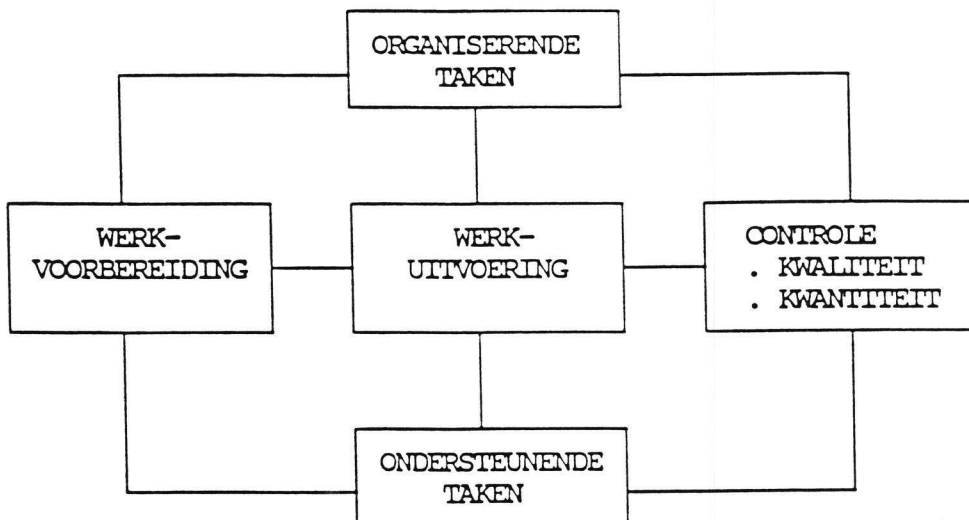 ORGANISERENDE
TAKEN
WERK-
VOORBEREIDING
WERK-
UITVOERING
CONTROLE
. KWALITEIT
. KWANTITEIT
ONDERSTEUNENDE
TAKEN